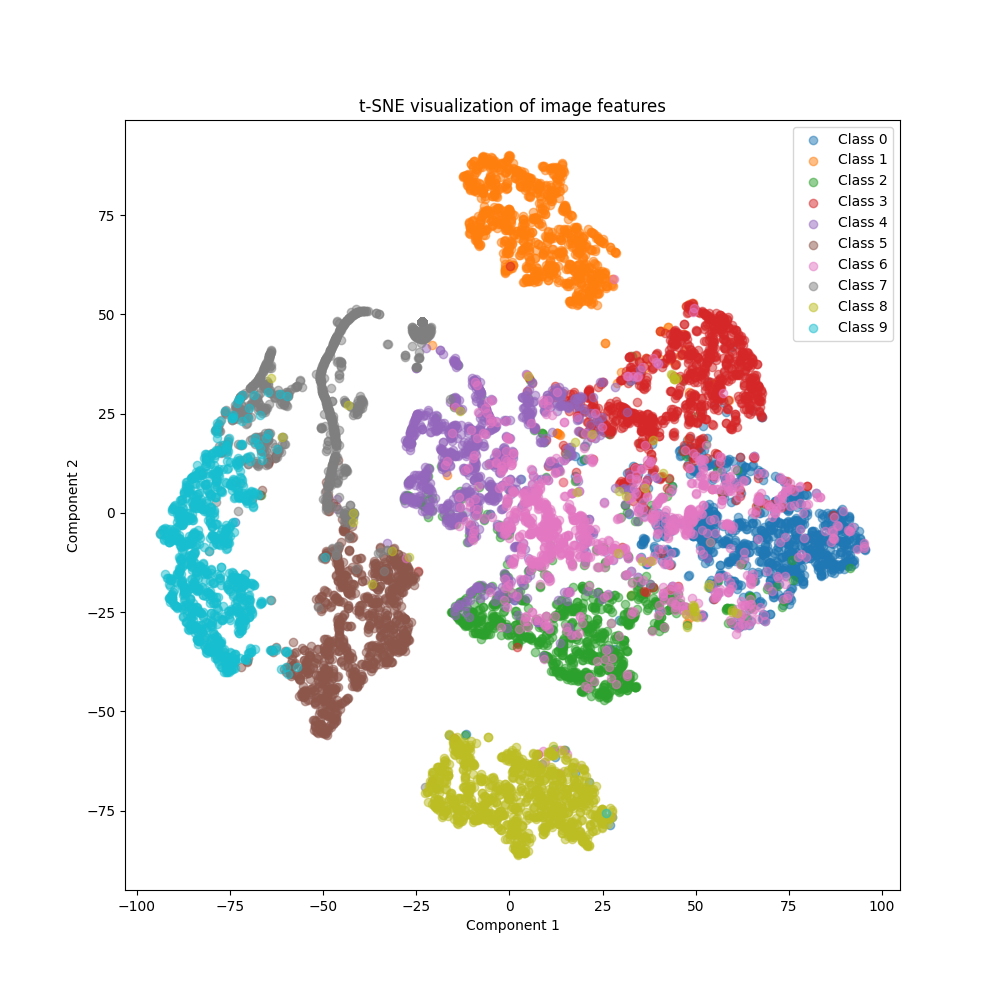 t-SNE visualization of image features
Class 0
Class 1
Class 2
Class 3
Class 4
Class 5
Class 6
Class 7
Class 8
Class 9
75
50
25
0
−25
−50
−75
Component 2
−100 −75 −50 −25 0 25 50 75 100
Component 1